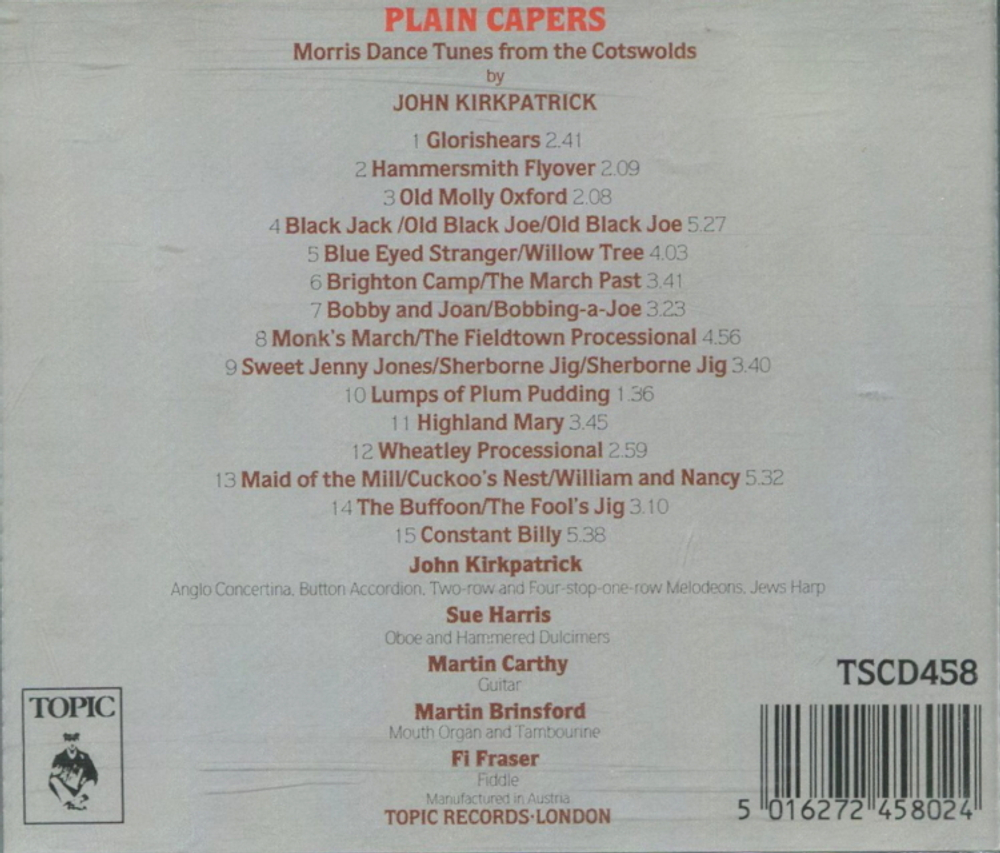 PLAIN CAPERS
Morris Dance Tunes from the Cotswolds
by
JOHN KIRKPATRICK
1 Glorishears 2.41
2 Hammersmith Flyover 2.09
3 Old Molly Oxford 2.08
4 Black Jack /Old Black Joe/Old Black Joe 5.27
5 Blue Eyed Stranger/Willow Tree 4.03
6 Brighton Camp/The March Past 3.41
7 Bobby and Joan/Bobbing-a-Joe 3.23
8 Monk's March/The Fieldtown Processional 4.56
9 Sweet Jenny Jones/Sherborne Jig/Sherborne Jig 3.40
10 Lumps of Plum Pudding 1.36
11 Highland Mary 3.45
12 Wheatley Processional 2.59
13 Maid of the Mill/Cuckoo's Nest/William and Nancy 5.32
14 The Buffoon/The Fool's Jig 3.10
15 Constant Billy 5.38
John Kirkpatrick
Anglo Concertina, Button Accordion, Two-row and Four-stop-one-row Melodeons, Jews Harp
Sue Harris
Oboe and Hammered Dulcimers
Martin Carthy
Guitar
Martin Brinsford
Mouth Organ and Tambourine
Fi Fraser
Fiddle
Manufactured in Austria
TOPIC RECORDS·LONDON
TOPIC
TSCD458
5 016272 458024